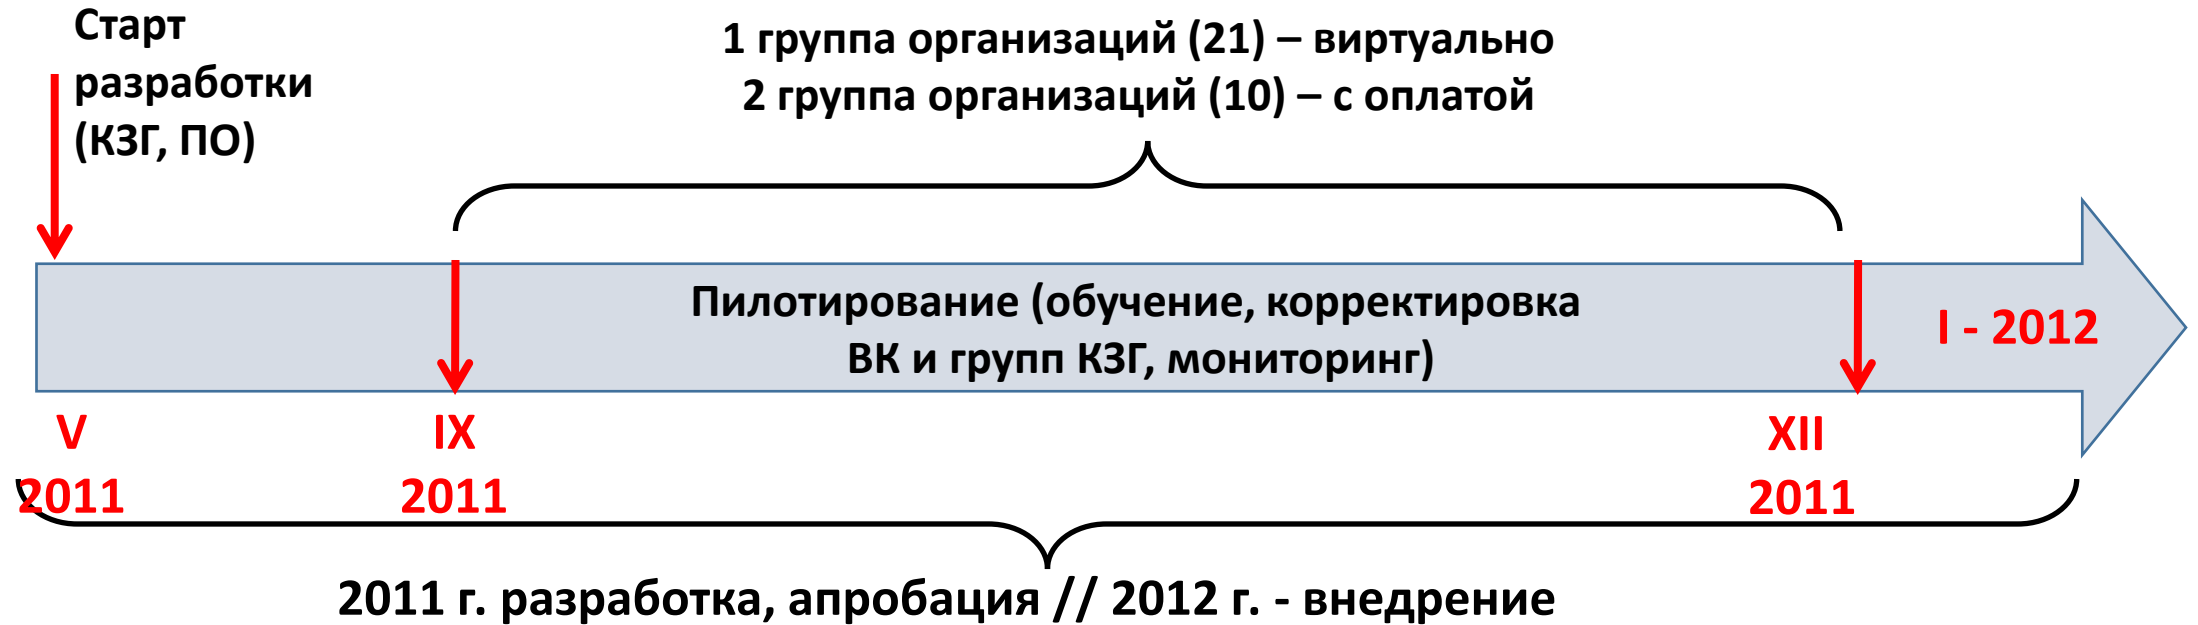 Старт
разработки
(КЗГ, ПО)
1 группа организаций (21) – виртуально
2 группа организаций (10) – с оплатой
Пилотирование (обучение, корректировка
ВК и групп КЗГ, мониторинг)
I - 2012
V
2011
IX
2011
XII
2011
2011 г. разработка, апробация // 2012 г. - внедрение